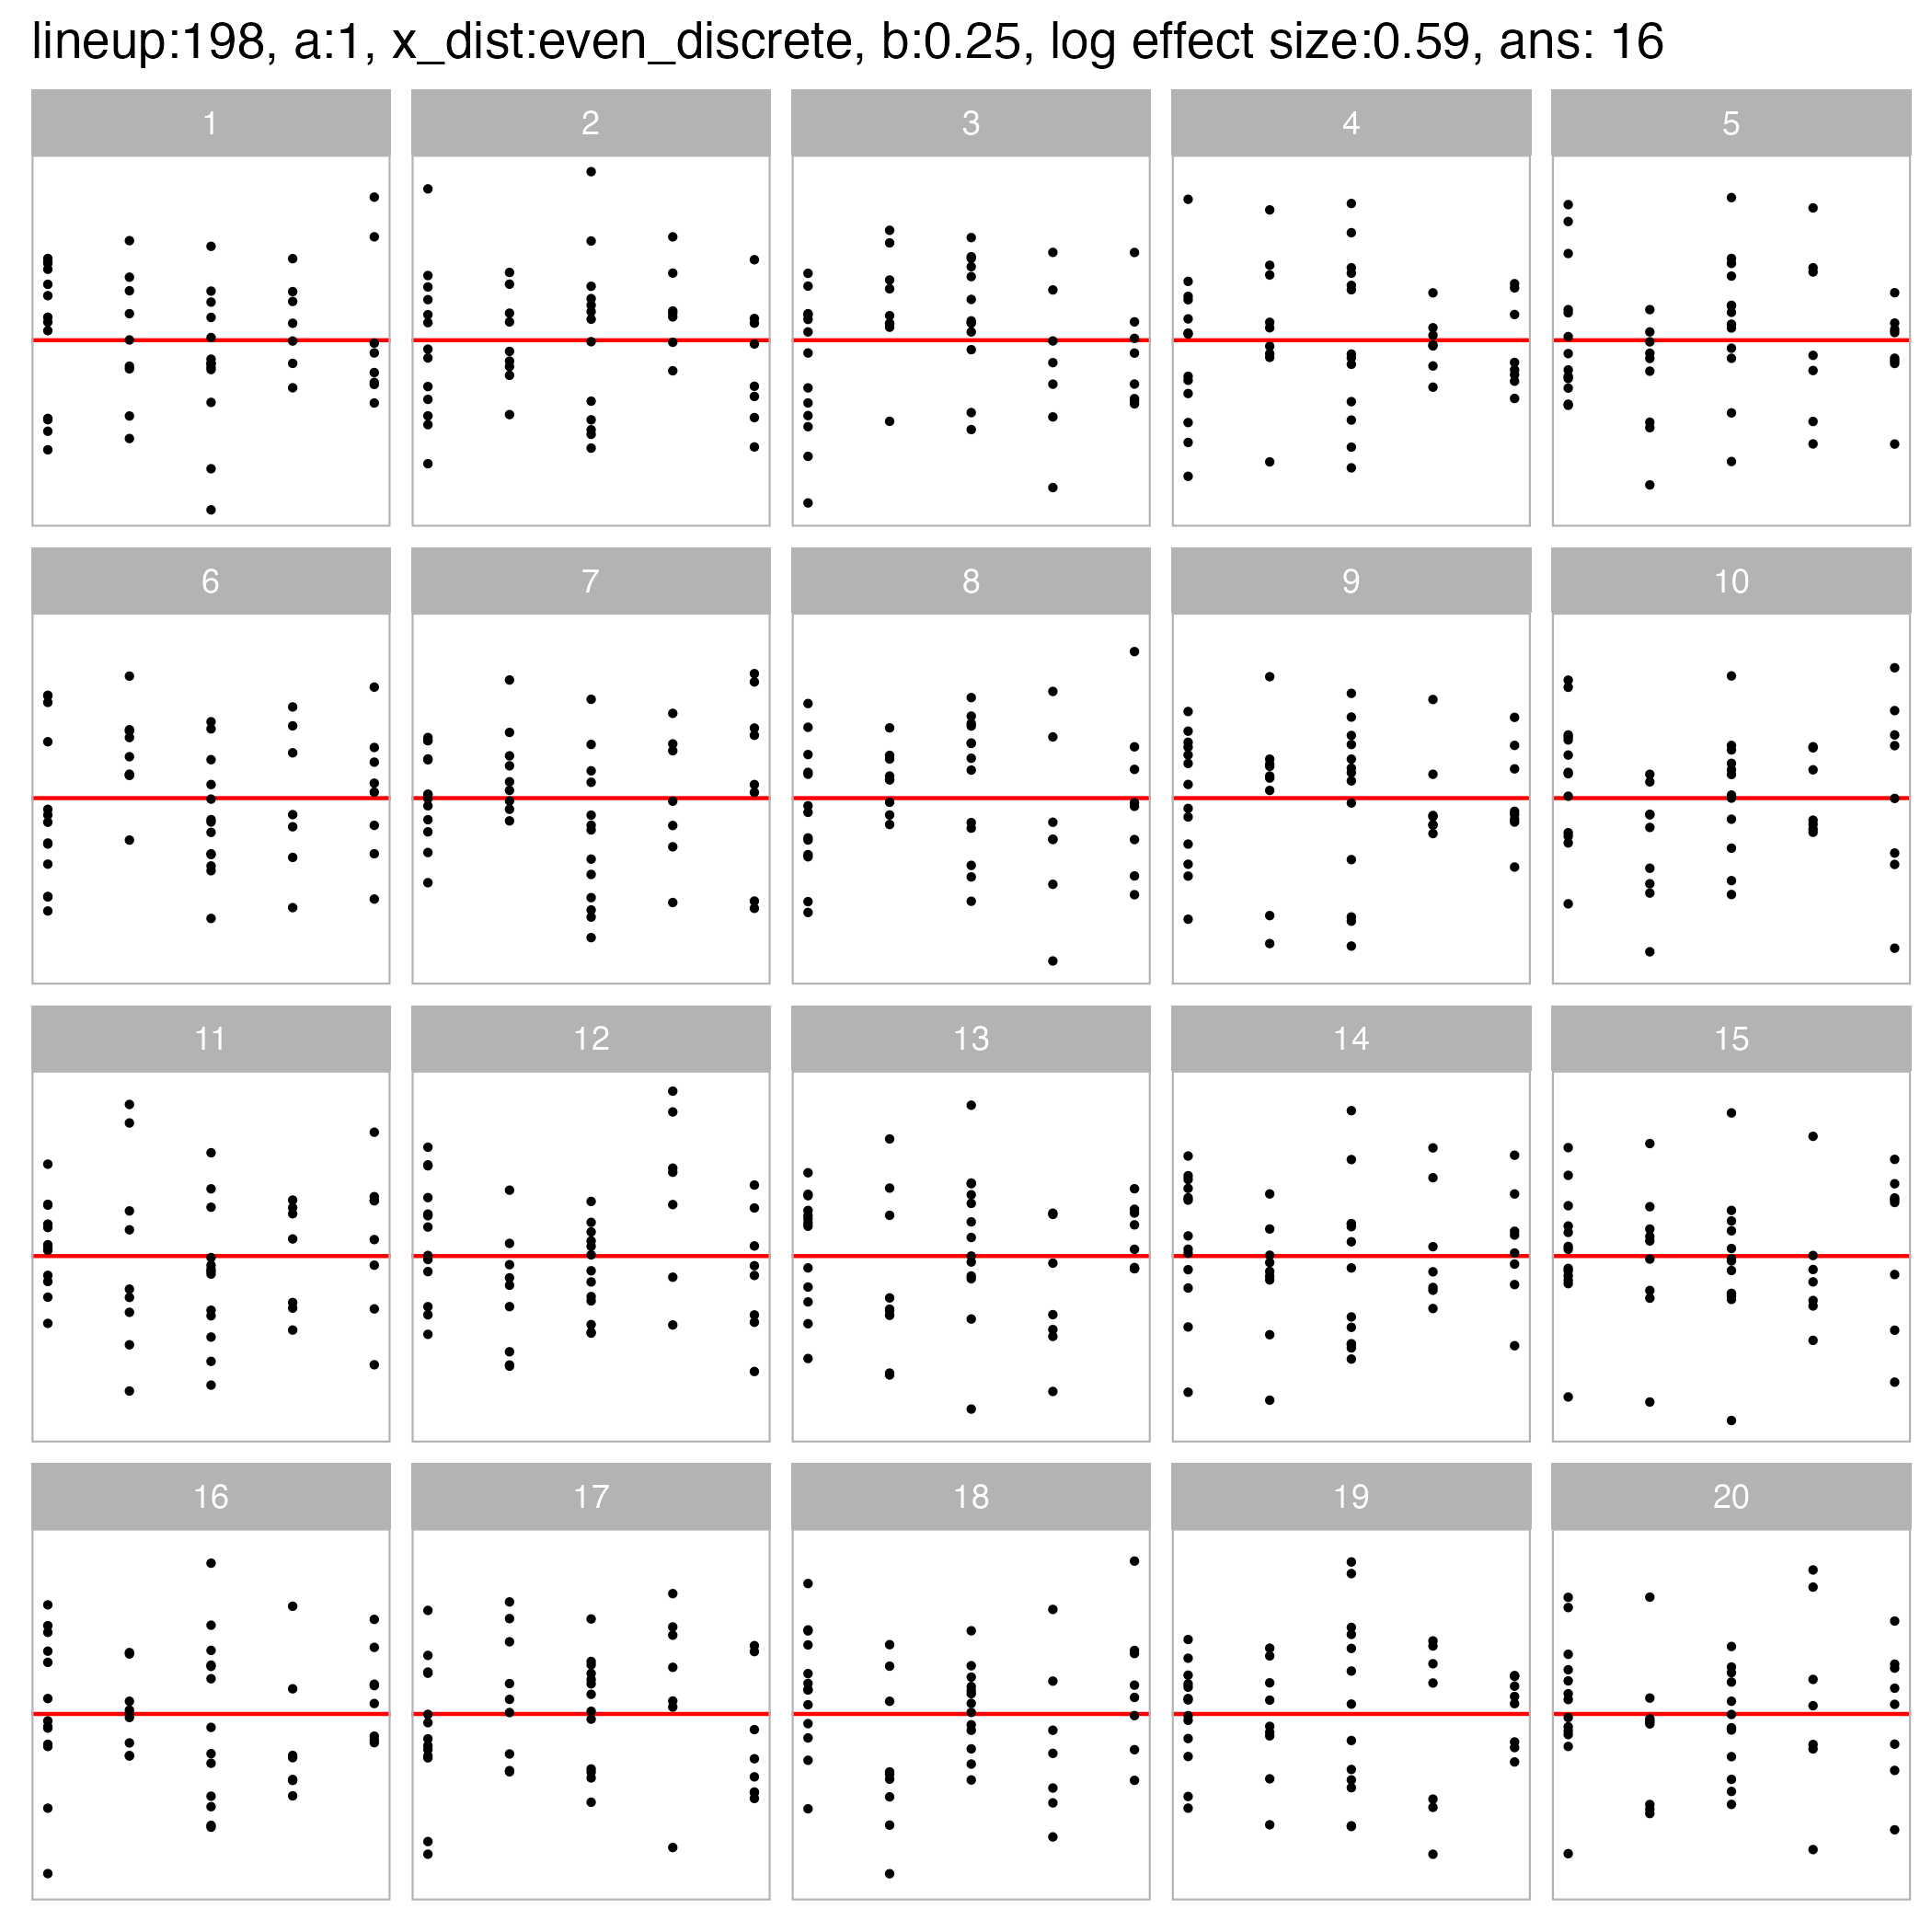 lineup:198, a:1, x_dist:even_discrete, b:0.25, log effect size:0.59, ans: 16
1 2 3 4 5
6 7 8 9 10
11 12 13 14 15
16 17 18 19 20